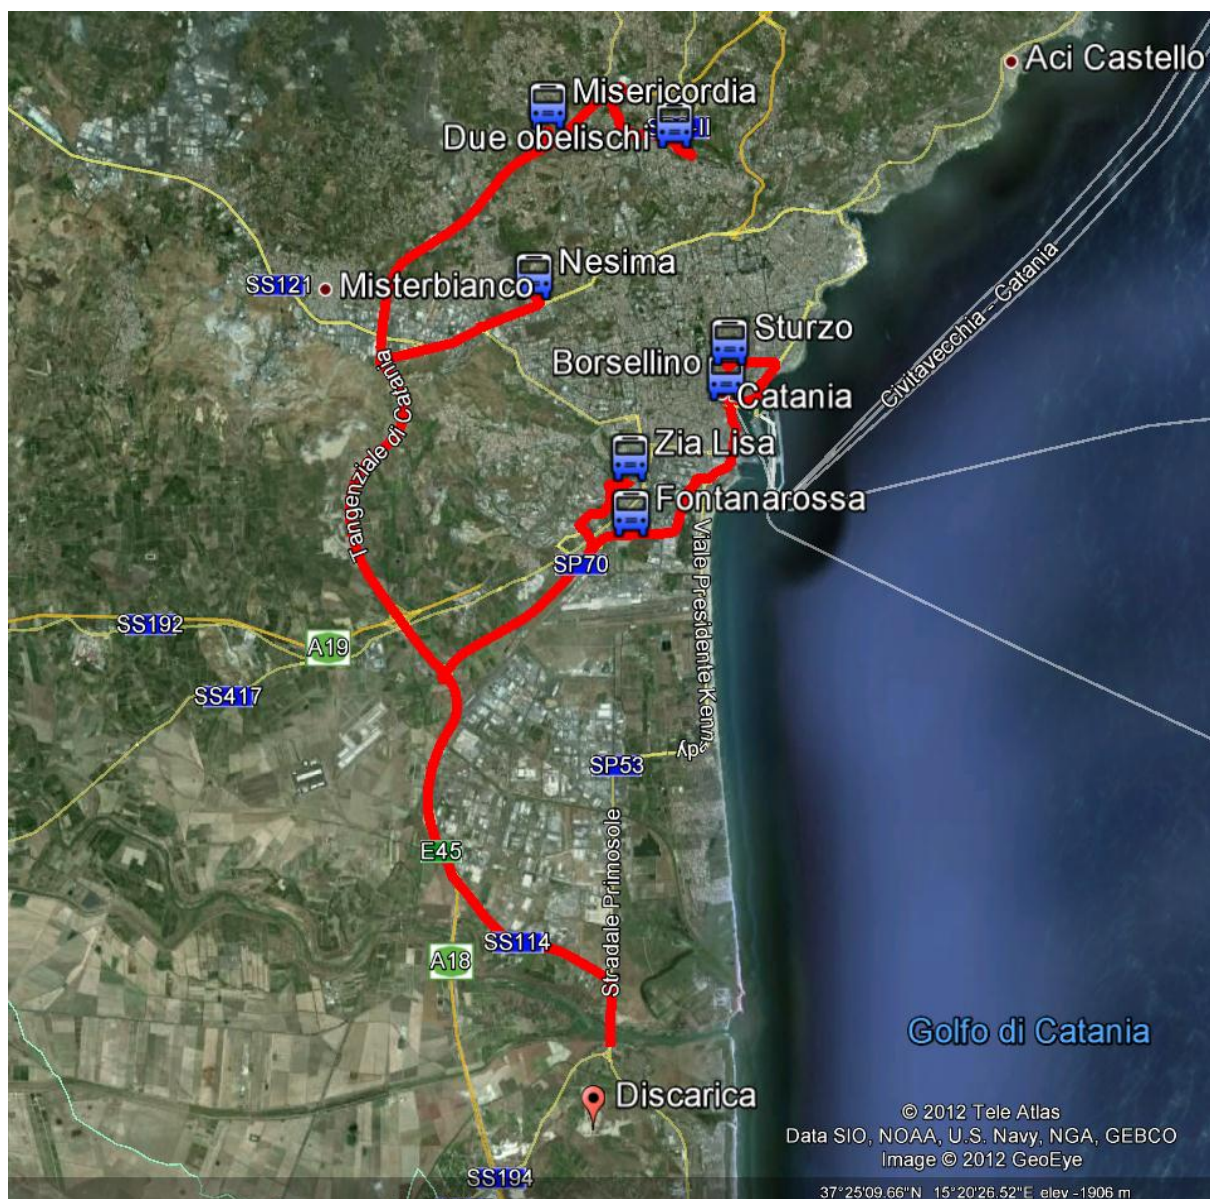 Aci Castello
Misericordia
Due obelischi
Nesima
SS121
Misterbianco
Sturzo
Borsellino
Catania
Civitavecchia -- Catania
Tangenziale di Catania
Zia Lisa
Fontanarossa
SP70
Viale Presidente Kennedy
SS192
A19
SS417
SP53
E45
Stradale Primosole
SS114
A18
Golfo di Catania
Discarica
© 2012 Tele Atlas
Data SIO, NOAA, U.S. Navy, NGA, GEBCO
Image © 2012 GeoEye
SS194
37°25'09.66"N 15°20'26.52"E elev -1906 m